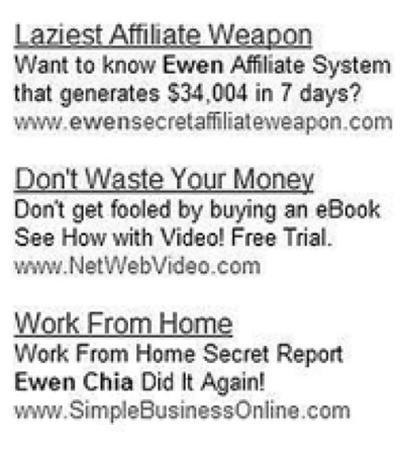 Laziest Affiliate Weapon
Want to know Ewen Affiliate System
that generates $34,004 in 7 days?
www.ewensecretaffiliateweapon.com
Don't Waste Your Money
Don't get fooled by buying an eBook
See How with Video! Free Trial.
www.NetWebVideo.com
Work From Home
Work From Home Secret Report
Ewen Chia Did It Again!
www.SimpleBusinessOnline.com